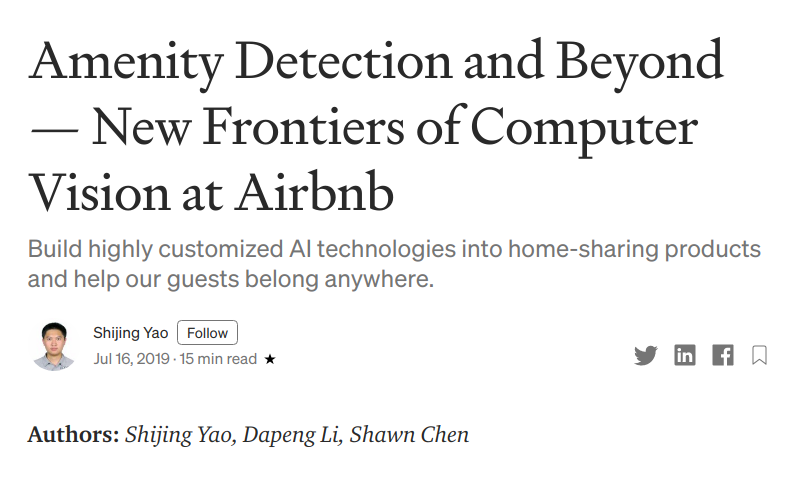 Amenity Detection and Beyond
— New Frontiers of Computer
Vision at Airbnb
Build highly customized AI technologies into home-sharing products
and help our guests belong anywhere.
Shijing Yao Follow
Jul 16, 2019 · 15 min read ★
Authors: Shijing Yao, Dapeng Li, Shawn Chen